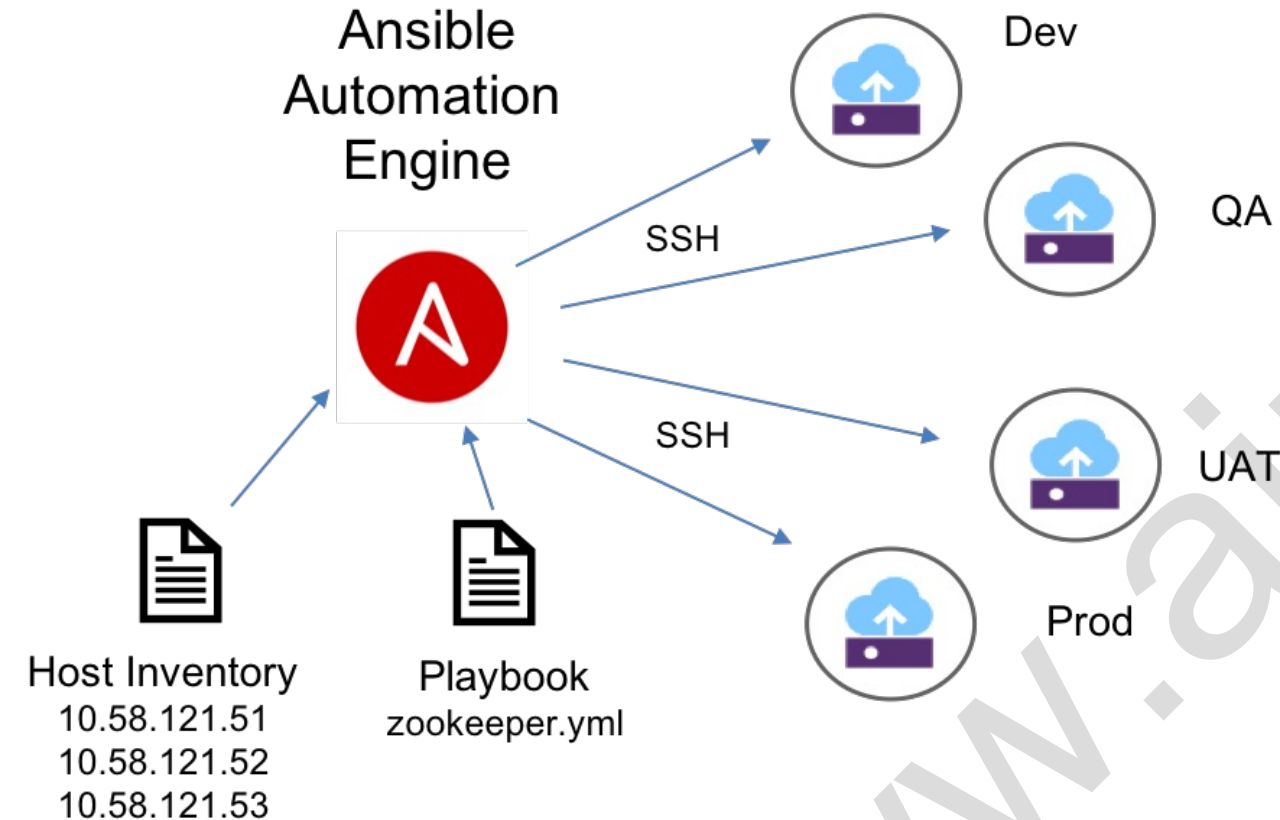 Ansible
Automation
Engine
Dev
SSH
QA
SSH
UAT
Prod
Host Inventory
10.58.121.51
10.58.121.52
10.58.121.53
Playbook
zookeeper.yml
w.a